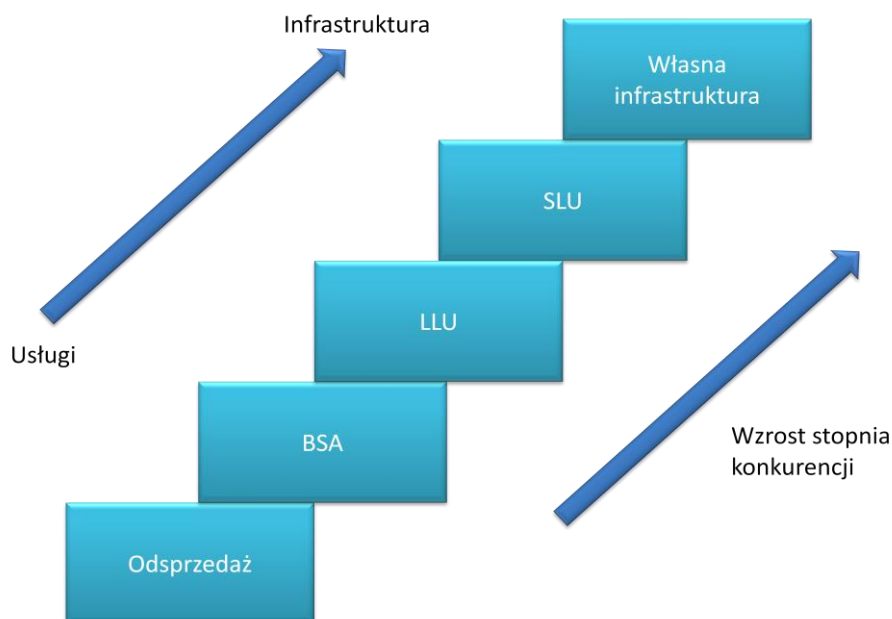 Infrastruktura
Własna
infrastruktura
SLU
LLU
Usługi
BSA
Wzrost stopnia
konkurencji
Odsprzedaż